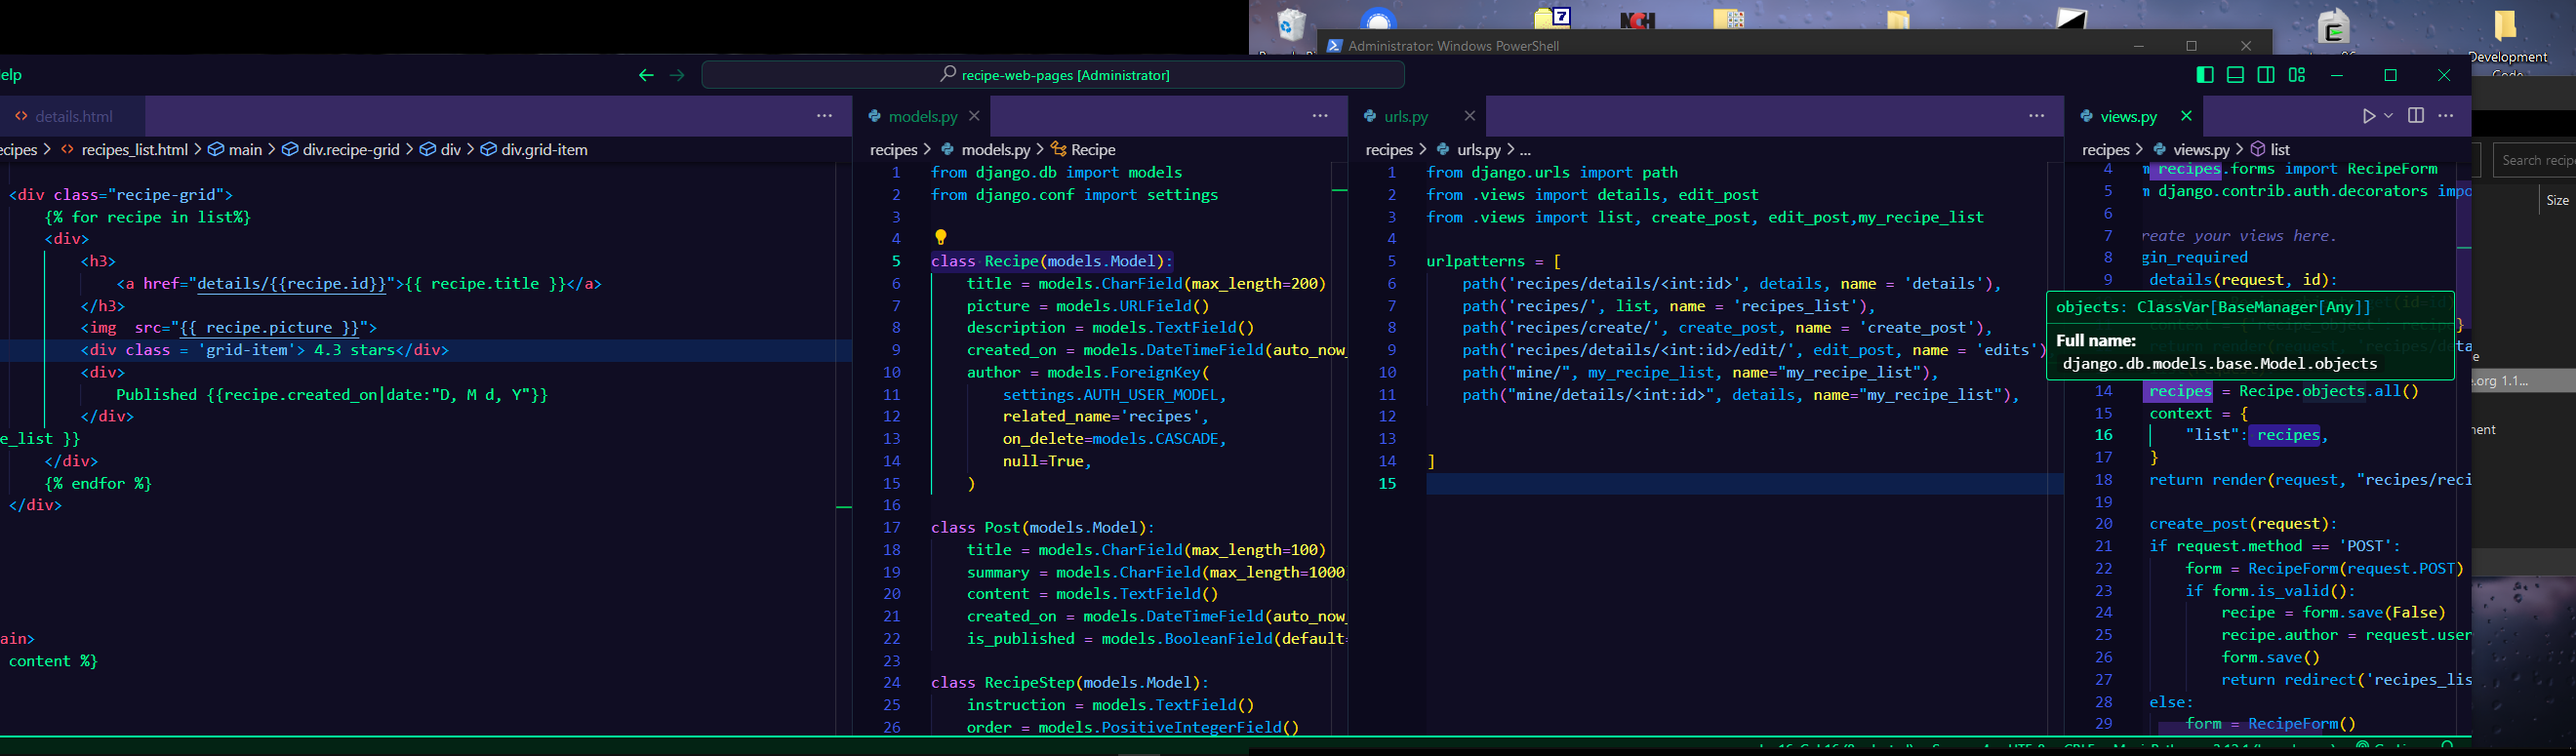 Administrator: Windows PowerShell
Development
Code
elp
recipe-web-pages [Administrator]
details.html
ecipes > recipes_list.html > main > div.recipe-grid > div > div.grid-item
<div class="recipe-grid">
{% for recipe in list%}
<div>
<h3>
<a href="details/{{recipe.id}}">{{ recipe.title }}</a>
</h3>
<img  src="{{ recipe.picture }}">
<div class = 'grid-item'> 4.3 stars</div>
<div>
Published {{recipe.created_on|date:"D, M d, Y"}}
</div>
e_list }}
</div>
{% endfor %}
</div>
ain>
content %}
models.py
recipes > models.py > Recipe
1 from django.db import models
2 from django.conf import settings
3
4
5 class Recipe(models.Model):
6 title = models.CharField(max_length=200)
7 picture = models.URLField()
8 description = models.TextField()
9 created_on = models.DateTimeField(auto_now_
10 author = models.ForeignKey(
11 settings.AUTH_USER_MODEL,
12 related_name='recipes',
13 on_delete=models.CASCADE,
14 null=True,
15 )
16
17 class Post(models.Model):
18 title = models.CharField(max_length=100)
19 summary = models.CharField(max_length=1000
20 content = models.TextField()
21 created_on = models.DateTimeField(auto_now_
22 is_published = models.BooleanField(default=
23
24 class RecipeStep(models.Model):
25 instruction = models.TextField()
26 order = models.PositiveIntegerField()
urls.py
recipes > urls.py > ...
1 from django.urls import path
2 from .views import details, edit_post
3 from .views import list, create_post, edit_post,my_recipe_list
4
5 urlpatterns = [
6 path('recipes/details/<int:id>', details, name = 'details'),
7 path('recipes/', list, name = 'recipes_list'),
8 path('recipes/create/', create_post, name = 'create_post'),
9 path('recipes/details/<int:id>/edit/', edit_post, name = 'edits')
10 path("mine/", my_recipe_list, name="my_recipe_list"),
11 path("mine/details/<int:id>", details, name="my_recipe_list"),
12
13
14 ]
15
views.py
recipes > views.py > list
4 recipes.forms import RecipeForm
5 django.contrib.auth.decorators impo
6
7 reate your views here.
8 gin_required
9 details(request, id):
objects: ClassVar[BaseManager[Any]]
Full name:
django.db.models.base.Model.objects
14 recipes = Recipe.objects.all()
15 context = {
16 "list": recipes,
17 }
18 return render(request, "recipes/reci
19
20 create_post(request):
21 if request.method == 'POST':
22 form = RecipeForm(request.POST)
23 if form.is_valid():
24 recipe = form.save(False)
25 recipe.author = request.user
26 form.save()
27 return redirect('recipes_lis
28 else:
29 form = RecipeForm()
Search recipe
Size
e.org 1.1...
ment